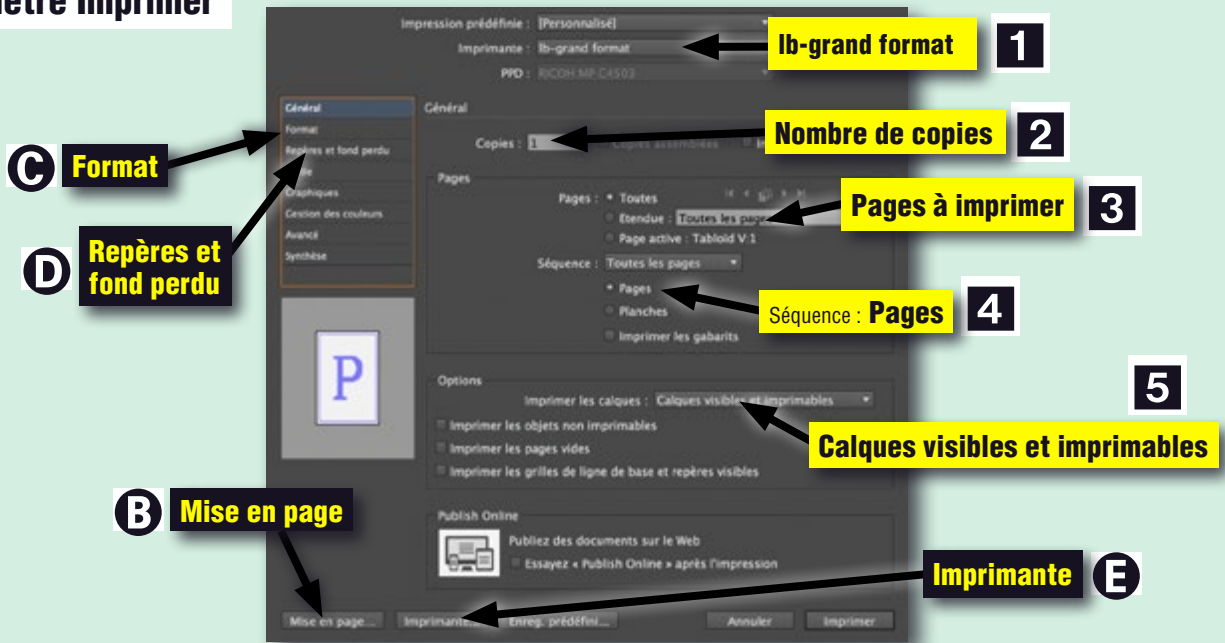 Imprimer
Impression prédéfinie : [Personnalisé]
Imprimante : lb-grand format
lb-grand format
1
PPD : RICOH MP C4503
Général
Général
Format
Copies : 1
Copies assemblées
Nombre de copies
2
Repères et fond perdu
C
Format
Graphiques
Pages
Pages : Toutes
Gestion des couleurs
Etendue : Toutes les pages
Pages à imprimer
3
Avancé
Page active : Tabloid V:1
Synthèse
D
Repères et
fond perdu
Séquence : Toutes les pages
Pages
Planches
Séquence : Pages
4
Imprimer les gabarits
P
Options
5
Imprimer les calques : Calques visibles et imprimables
Imprimer les objets non imprimables
Calques visibles et imprimables
Imprimer les pages vides
Imprimer les grilles de ligne de base et repères visibles
B
Mise en page
Publish Online
Publiez des documents sur le Web
Essayez « Publish Online » après l'impression
Imprimante
E
Mise en page...
Imprimante...
Enreg. prédéfini...
Annuler
Imprimer